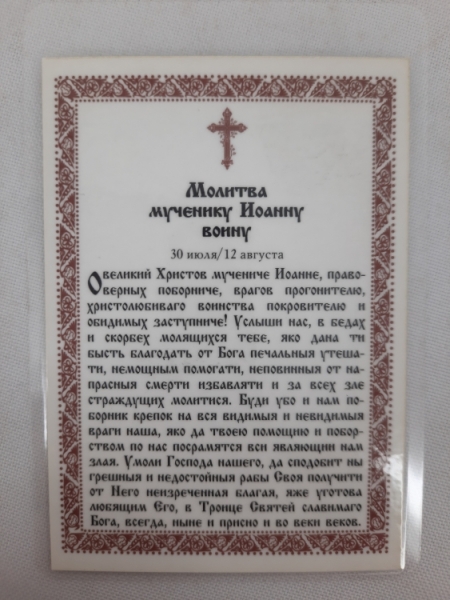 Молитва
мученику Иоанну
воину
30 июля/12 августа
О великий Христов мучениче Иоанне, право-
верных поборниче, врагов прогонителю,
христолюбиваго воинства покровителю и
обидимых заступниче! Услыши нас, в бедах
и скорбех молящихся тебе, яко дана ти
бысть благодать от Бога печальныя утеша-
ти, немощным помогати, неповинныя от на-
прасныя смерти избавляти и за всех зле
страждущих молитися. Буди убо и нам по-
борник крепок на вся видимыя и невидимыя
враги наша, яко да твоею помощию и поборь-
ством по нас посрамятся вси являющии нам
злая. Умоли Господа нашего, да сподобит ны
грешныя и недостойныя рабы Своя получити
от Него неизреченная благая, яже уготова
любящим Его, в Троице Святей славимаго
Бога, всегда, ныне и присно и во веки веков.